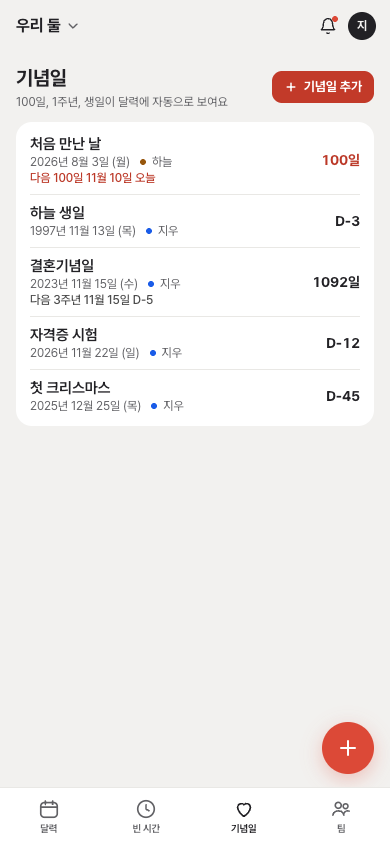 우리 둘
지
기념일
100일, 1주년, 생일이 달력에 자동으로 보여요
+ 기념일 추가
처음 만난 날
2026년 8월 3일 (월) 하늘
다음 100일 11월 10일 오늘
100일
하늘 생일
1997년 11월 13일 (목) 지우
D-3
결혼기념일
2023년 11월 15일 (수) 지우
다음 3주년 11월 15일 D-5
1092일
자격증 시험
2026년 11월 22일 (일) 지우
D-12
첫 크리스마스
2025년 12월 25일 (목) 지우
D-45
달력
빈 시간
기념일
팀